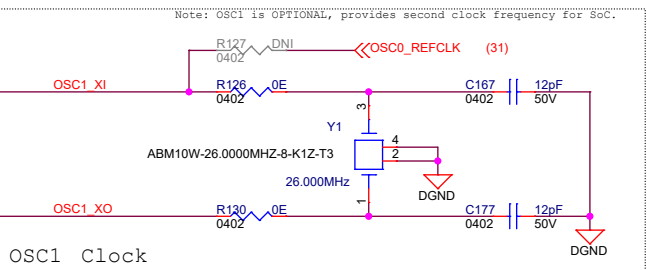 Note: OSC1 is OPTIONAL, provides second clock frequency for SoC.
R127 DNI
0402
OSC0_REFCLK (31)
OSC1_XI
R126 0E
0402
C167 12pF
0402 50V
3
Y1
4
2
ABM10W-26.0000MHZ-8-K1Z-T3
26.000MHz
DGND
1
OSC1_XO
R130 0E
0402
C177 12pF
0402 50V
DGND
OSC1 Clock